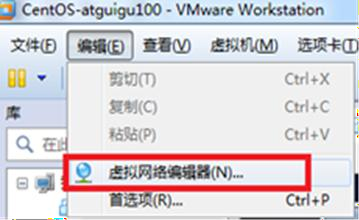 CentOS-atguigu100 - VMware Workstation
文件(F) 编辑(E) 查看(V) 虚拟机(M) 选项卡(
剪切(T) Ctrl+X
复制(C) Ctrl+C
库 粘贴(P) Ctrl+V
在此
虚拟网络编辑器(N)...
首选项(R)... Ctrl+P